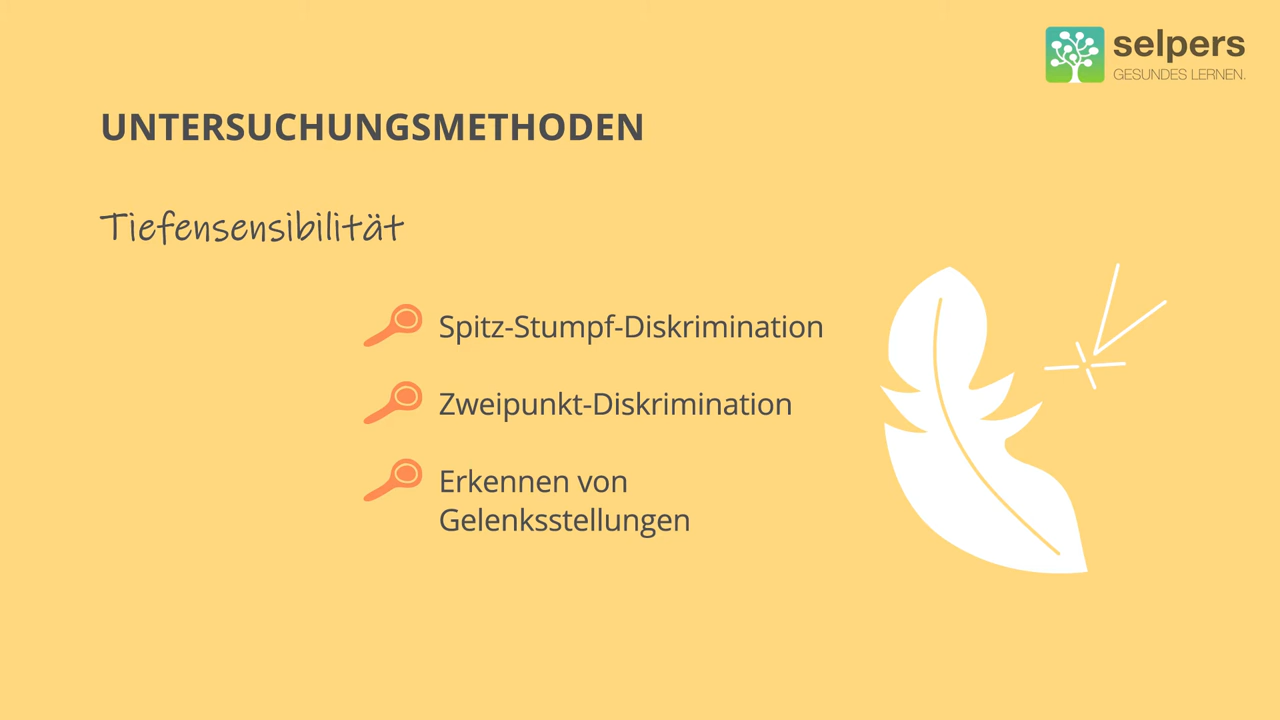 selpers
GESUNDES LERNEN.
UNTERSUCHUNGSMETHODEN
Tiefensensibilität
Spitz-Stumpf-Diskrimination
Zweipunkt-Diskrimination
Erkennen von
Gelenksstellungen